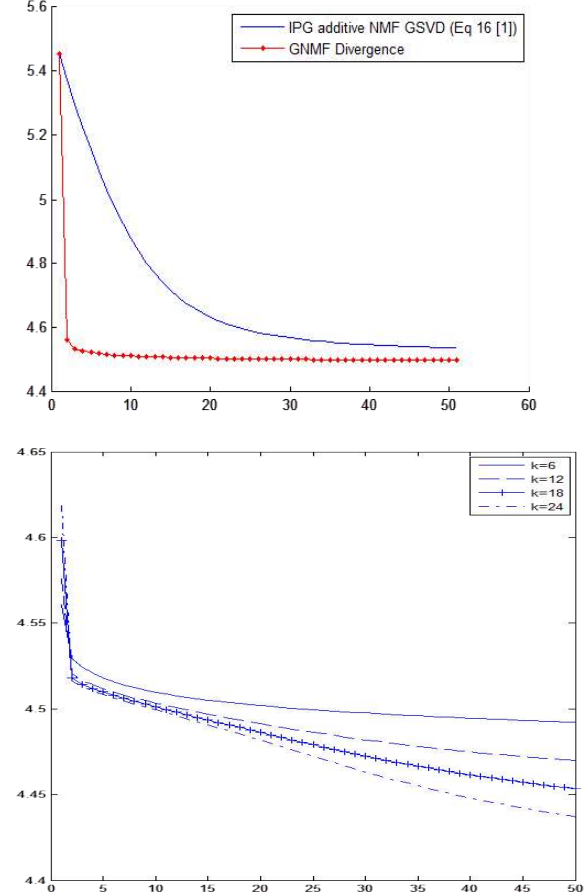 5.6
IPG additive NMF GSVD (Eq 16 [1])
GNMF Divergence
5.4
5.2
5
4.8
4.6
4.4
0 10 20 30 40 50 60
4.65
k=6
k=12
k=18
k=24
4.6
4.55
4.5
4.45
4.4
0 5 10 15 20 25 30 35 40 45 50